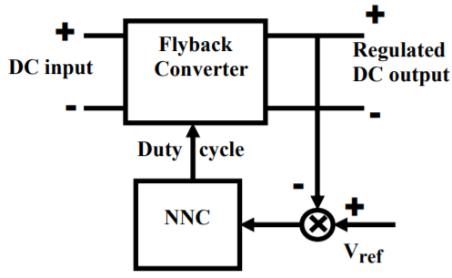 +
+
Flyback
Converter
DC input
Regulated
DC output
-
-
Duty cycle
NNC
-
+
Vref